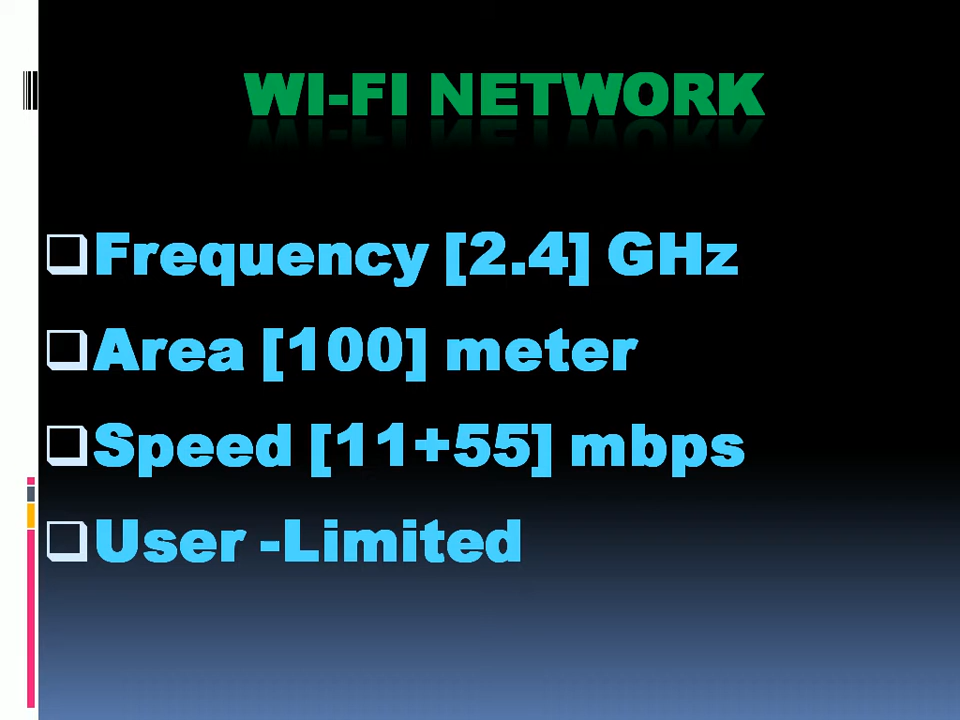 WI-FI NETWORK
❑Frequency [2.4] GHz
❑Area [100] meter
❑Speed [11+55] mbps
❑User -Limited